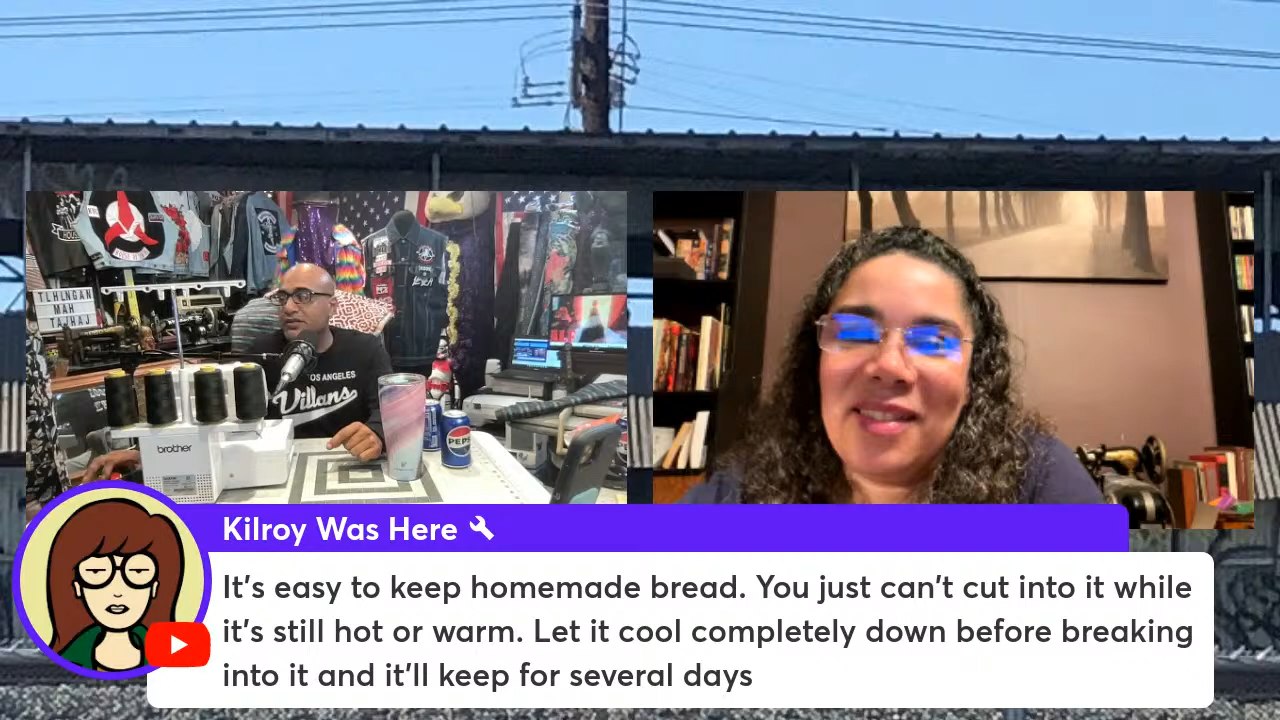 TLHINGAN
MAH
TAJHAJ
OS ANGELES
Villans
brother
PEPSI
Kilroy Was Here
It's easy to keep homemade bread. You just can't cut into it while
it's still hot or warm. Let it cool completely down before breaking
into it and it'll keep for several days